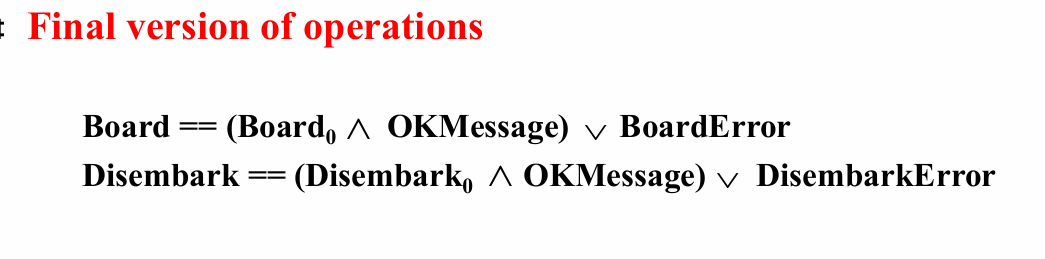 Final version of operations
Board == (Board₀ ∧ OKMessage) ∨ BoardError
Disembark == (Disembark₀ ∧ OKMessage) ∨ DisembarkError